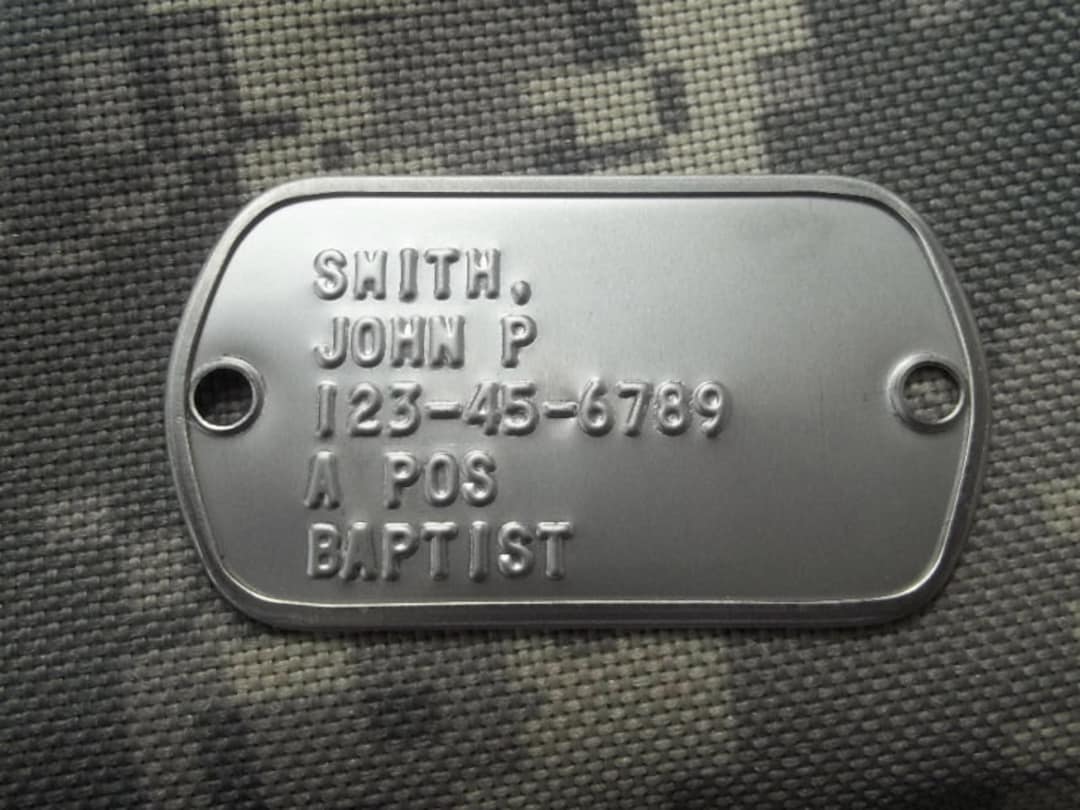 SMITH,
JOHN P
123-45-6789
A POS
BAPTIST